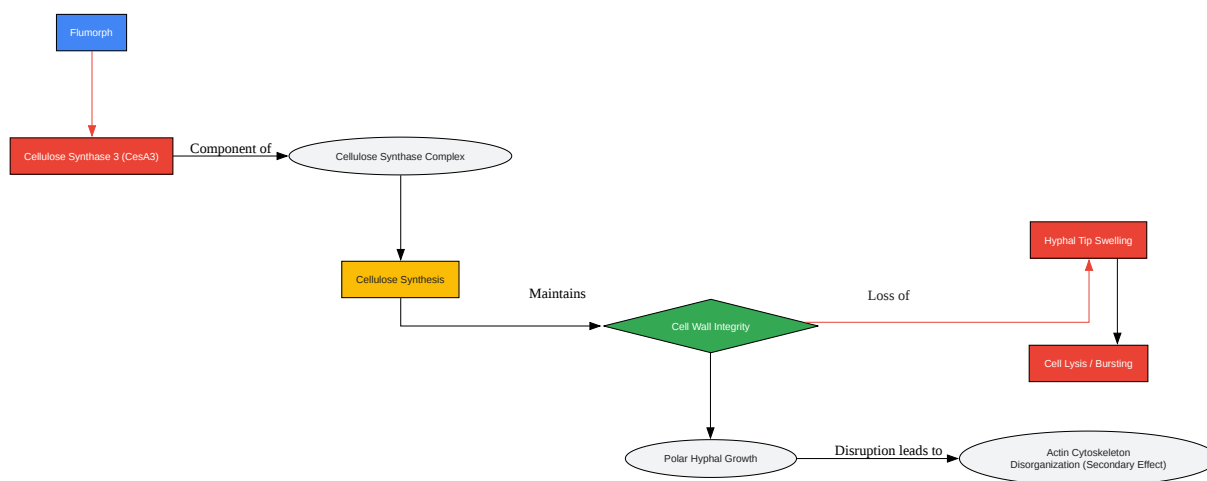 Flumorph
Cellulose Synthase 3 (CesA3)
Component of
Cellulose Synthase Complex
Cellulose Synthesis
Maintains
Cell Wall Integrity
Loss of
Hyphal Tip Swelling
Cell Lysis / Bursting
Polar Hyphal Growth
Disruption leads to
Actin Cytoskeleton
Disorganization (Secondary Effect)